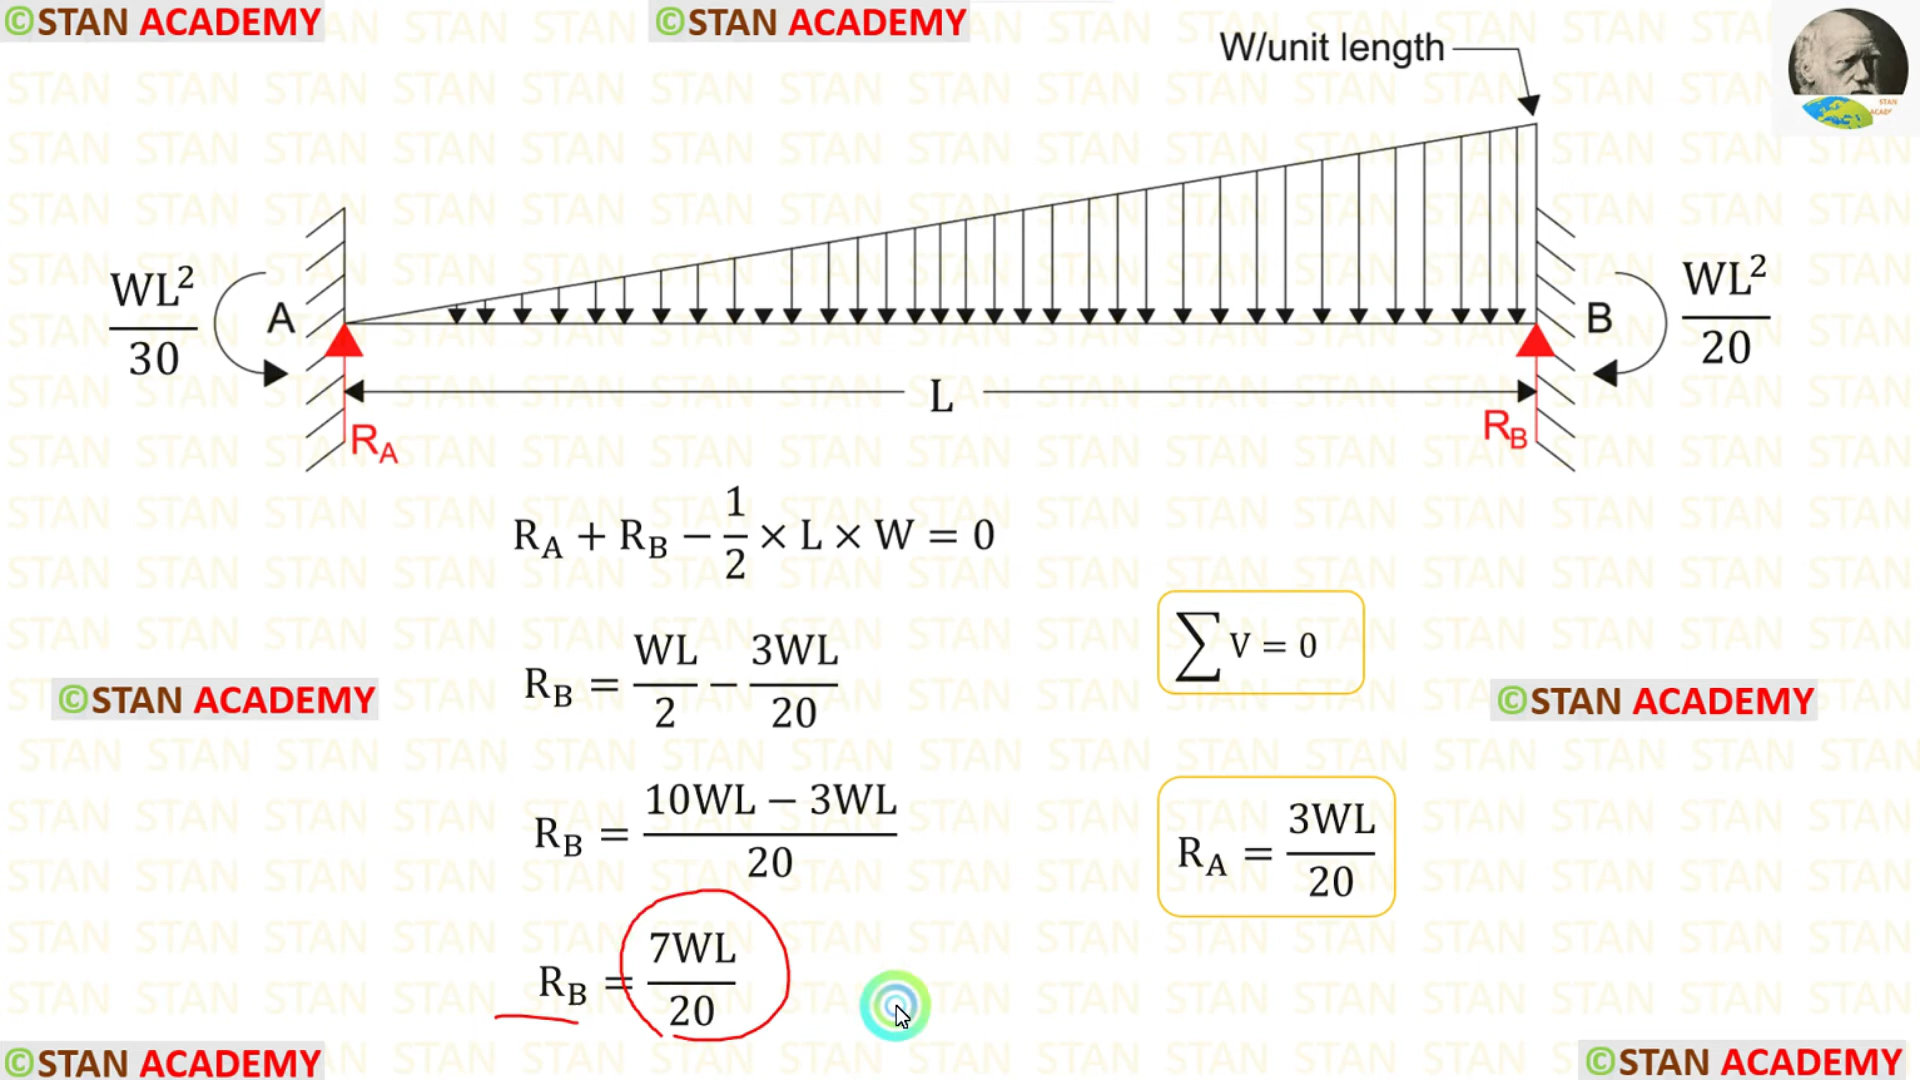 ©STAN ACADEMY
©STAN ACADEMY
W/unit length
STAN ACADEMY
WL²/30
A
B
WL²/20
L
R_A
R_B
R_A + R_B − 1/2 × L × W = 0
R_B = WL/2 − 3WL/20
∑ V = 0
©STAN ACADEMY
©STAN ACADEMY
R_B = (10WL − 3WL)/20
R_A = 3WL/20
R_B = 7WL/20
©STAN ACADEMY
©STAN ACADEMY